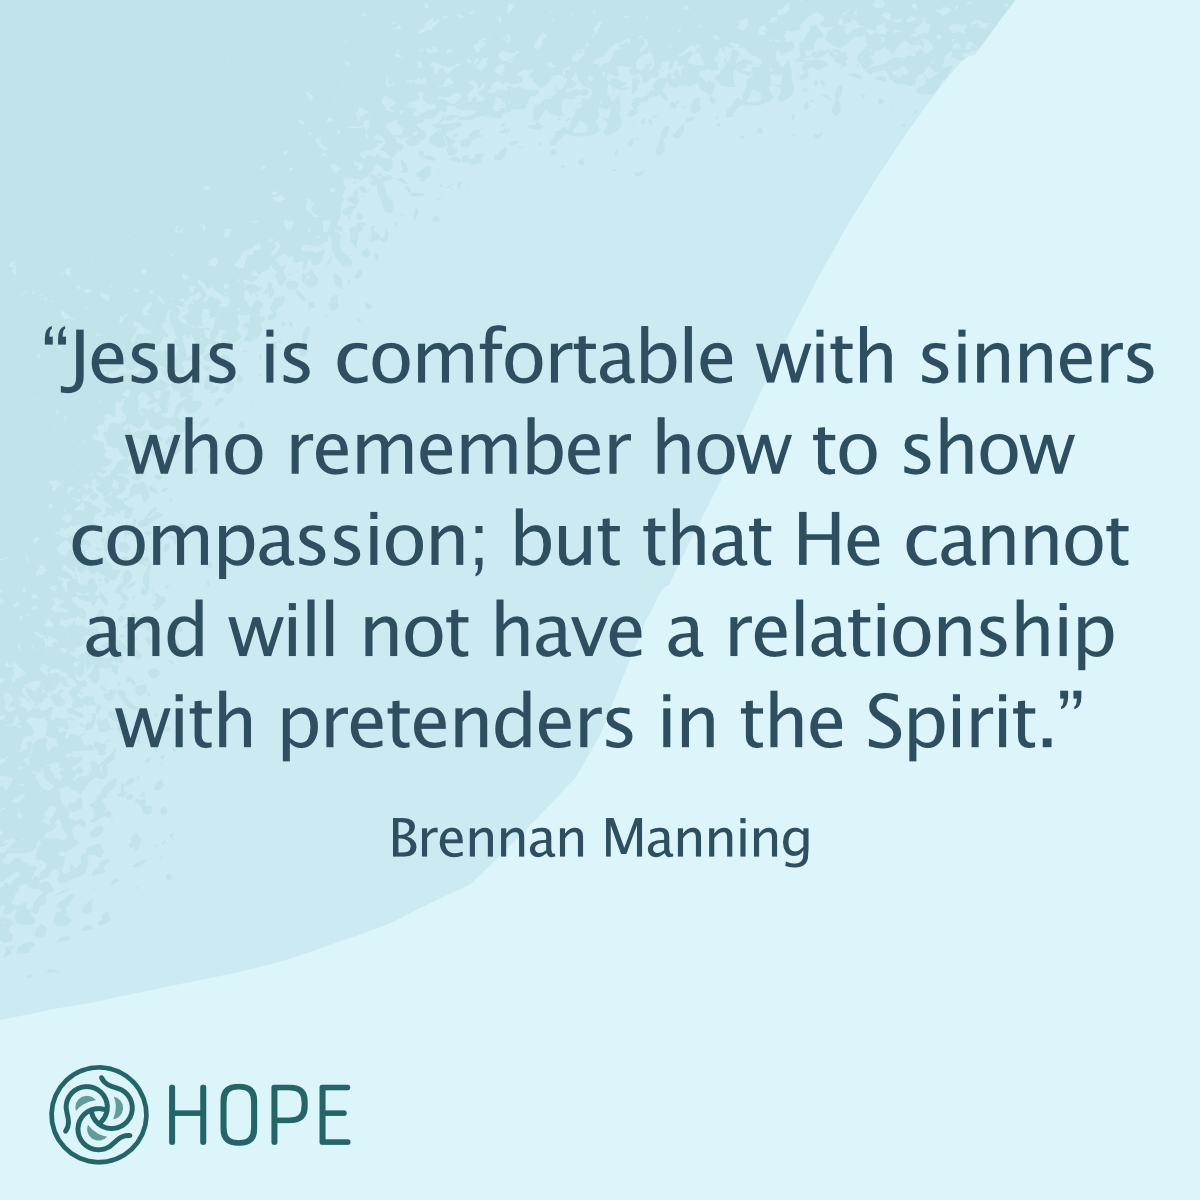 “Jesus is comfortable with sinners
who remember how to show
compassion; but that He cannot
and will not have a relationship
with pretenders in the Spirit.”
Brennan Manning
HOPE